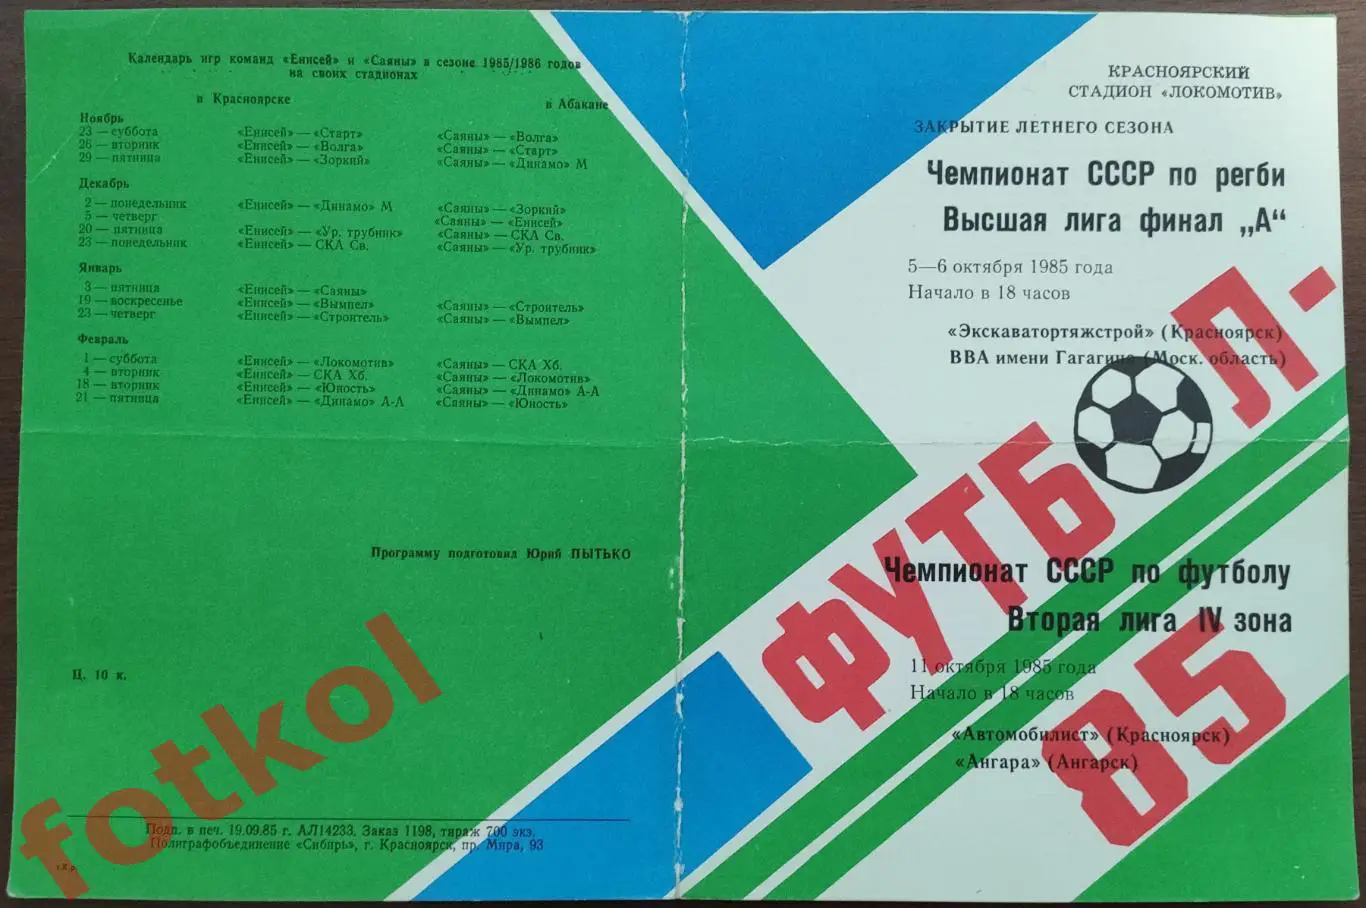 Календарь игр команд «Енисей» и «Саяны» в сезоне 1985/1986 годов
на своих стадионах
в Красноярске
в Абакане
Ноябрь
23 — суббота «Енисей» — «Старт» «Саяны» — «Волга»
26 — вторник «Енисей» — «Волга» «Саяны» — «Старт»
29 — пятница «Енисей» — «Зоркий» «Саяны» — «Динамо» М
Декабрь
2 — понедельник «Енисей» — «Динамо» М «Саяны» — «Зоркий»
5 — четверг «Саяны» — «Енисей»
20 — пятница «Енисей» — «Ур. трубник» «Саяны» — СКА Св.
23 — понедельник «Енисей» — СКА Св. «Саяны» — «Ур. трубник»
Январь
3 — пятница «Енисей» — «Саяны»
19 — воскресенье «Енисей» — «Вымпел» «Саяны» — «Строитель»
23 — четверг «Енисей» — «Строитель» «Саяны» — «Вымпел»
Февраль
1 — суббота «Енисей» — «Локомотив» «Саяны» — СКА Хб.
4 — вторник «Енисей» — СКА Хб. «Саяны» — «Локомотив»
18 — вторник «Енисей» — «Юность» «Саяны» — «Динамо» А-А
21 — пятница «Енисей» — «Динамо» А-А «Саяны» — «Юность»
Программу подготовил Юрий ПЫТЬКО
Ц. 10 к.
Подп. в печ. 19.09.85 г. АЛ14233. Заказ 1198, тираж 700 экз.
Полиграфобъединение «Сибирь», г. Красноярск, пр. Мира, 93
т.К.р.
fotkol
КРАСНОЯРСКИЙ
СТАДИОН «ЛОКОМОТИВ»
ЗАКРЫТИЕ ЛЕТНЕГО СЕЗОНА
Чемпионат СССР по регби
Высшая лига финал „А“
5—6 октября 1985 года
Начало в 18 часов
«Экскаватортяжстрой» (Красноярск)
ВВА имени Гагагина (Моск. область)
ФУТБОЛ-
85
Чемпионат СССР по футболу
Вторая лига IV зона
11 октября 1985 года
Начало в 18 часов
«Автомобилист» (Красноярск)
«Ангара» (Ангарск)